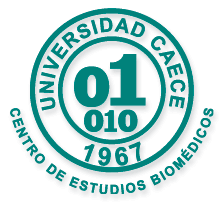 UNIVERSIDAD CAECE
01
010
1967
CENTRO DE ESTUDIOS BIOMÉDICOS